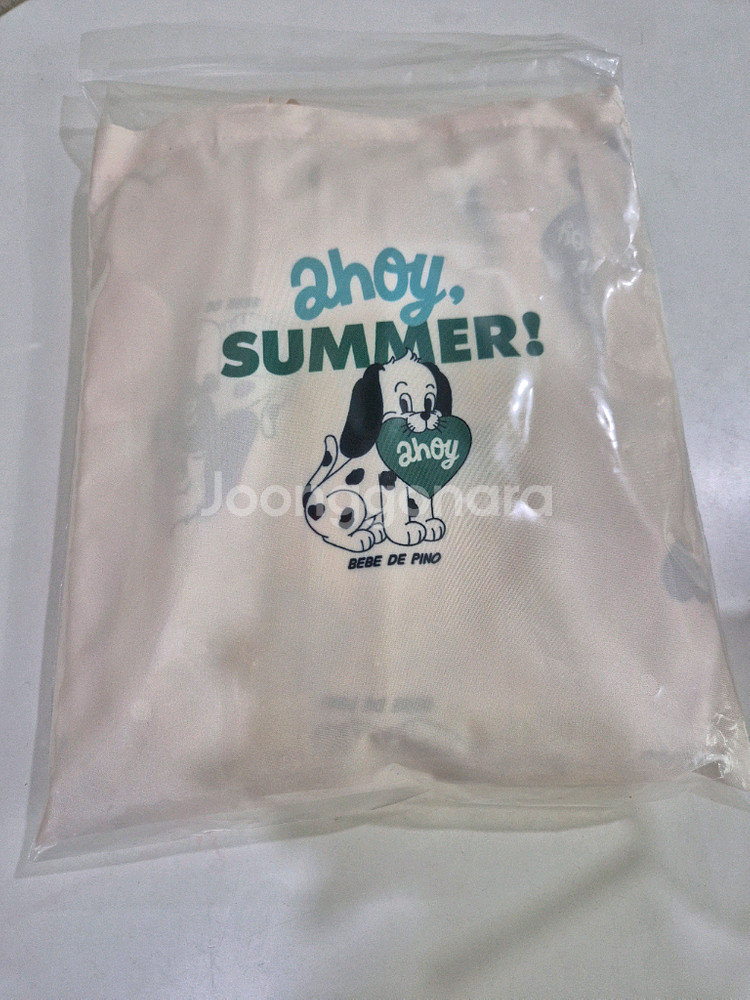 ahoy,
SUMMER!
ahoy
Joonggonara
BEBE DE PINO